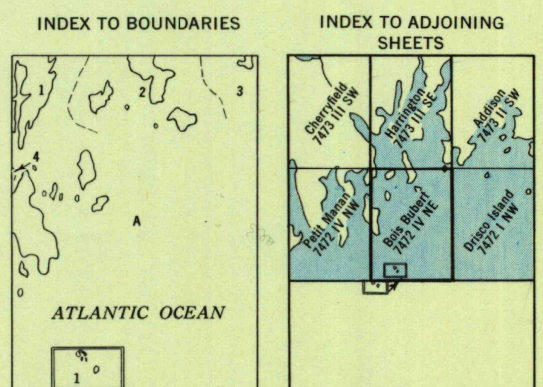 INDEX TO BOUNDARIES
1
2
3
4
A
ATLANTIC OCEAN
1
INDEX TO ADJOINING
SHEETS
Cherryfield
7473 III SW
Harrington
7473 III SE
Addison
7473 II SW
Petit Manan
7472 IV NW
Bois Bubert
7472 IV NE
Drisco Island
7472 I NW